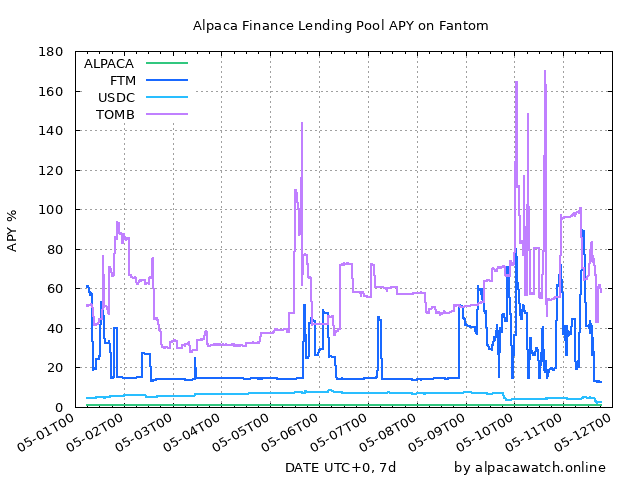 Alpaca Finance Lending Pool APY on Fantom
180
160
140
120
100
80
60
40
20
0
APY %
ALPACA
FTM
USDC
TOMB
05-01T00
05-02T00
05-03T00
05-04T00
05-05T00
05-06T00
05-07T00
05-08T00
05-09T00
05-10T00
05-11T00
05-12T00
DATE UTC+0, 7d
by alpacawatch.online